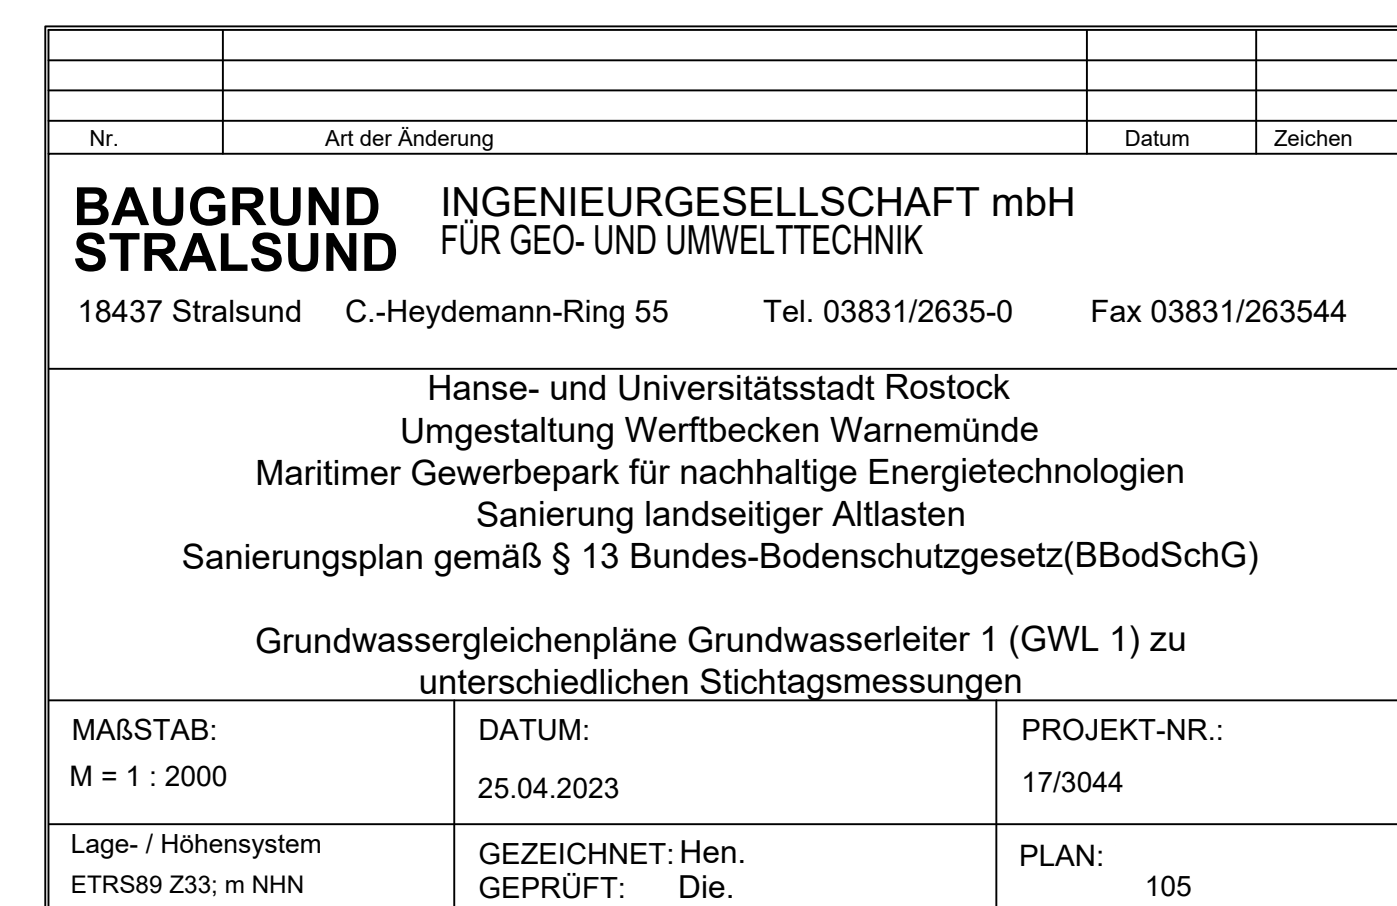 Nr. Art der Änderung Datum Zeichen
BAUGRUND INGENIEURGESELLSCHAFT mbH
STRALSUND FÜR GEO- UND UMWELTTECHNIK
18437 Stralsund C.-Heydemann-Ring 55 Tel. 03831/2635-0 Fax 03831/263544
Hanse- und Universitätsstadt Rostock
Umgestaltung Werftbecken Warnemünde
Maritimer Gewerbepark für nachhaltige Energietechnologien
Sanierung landseitiger Altlasten
Sanierungsplan gemäß § 13 Bundes-Bodenschutzgesetz(BBodSchG)
Grundwassergleichenpläne Grundwasserleiter 1 (GWL 1) zu
unterschiedlichen Stichtagsmessungen
MAßSTAB: DATUM: PROJEKT-NR.:
M = 1 : 2000 25.04.2023 17/3044
Lage- / Höhensystem GEZEICHNET: Hen. PLAN:
ETRS89 Z33; m NHN GEPRÜFT: Die. 105